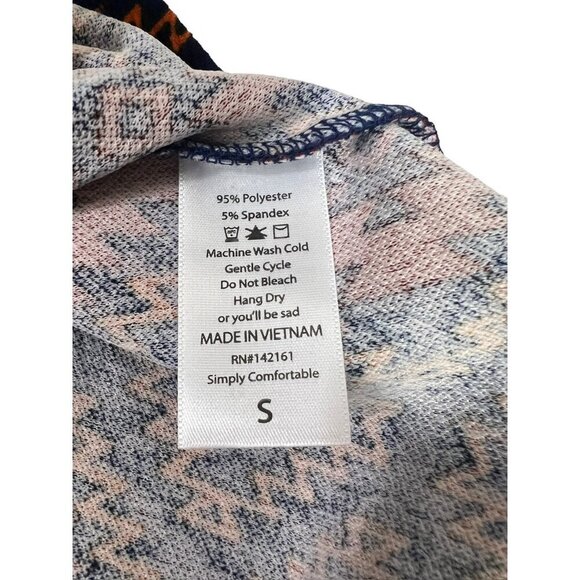 95% Polyester
5% Spandex
Machine Wash Cold
Gentle Cycle
Do Not Bleach
Hang Dry
or you'll be sad
MADE IN VIETNAM
RN#142161
Simply Comfortable
S